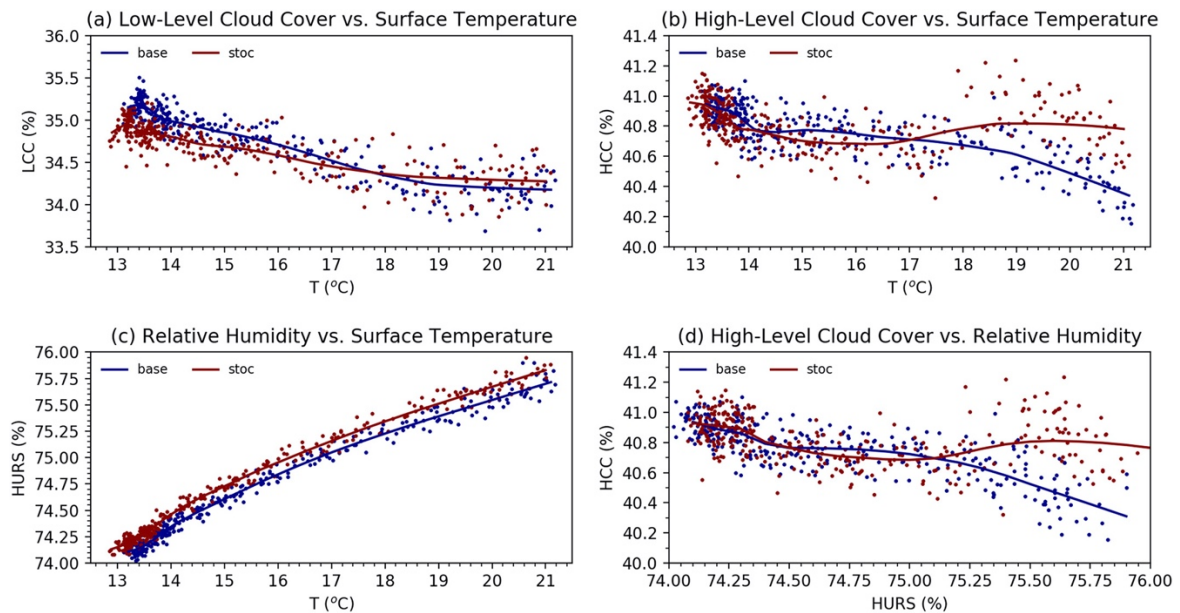 (a) Low-Level Cloud Cover vs. Surface Temperature
36.0
35.5
35.0
34.5
34.0
33.5
LCC (%)
base
stoc
13 14 15 16 17 18 19 20 21
T (°C)
(b) High-Level Cloud Cover vs. Surface Temperature
41.4
41.2
41.0
40.8
40.6
40.4
40.2
40.0
HCC (%)
base
stoc
13 14 15 16 17 18 19 20 21
T (°C)
(c) Relative Humidity vs. Surface Temperature
76.00
75.75
75.50
75.25
75.00
74.75
74.50
74.25
74.00
HURS (%)
base
stoc
13 14 15 16 17 18 19 20 21
T (°C)
(d) High-Level Cloud Cover vs. Relative Humidity
41.4
41.2
41.0
40.8
40.6
40.4
40.2
40.0
HCC (%)
base
stoc
74.00 74.25 74.50 74.75 75.00 75.25 75.50 75.75 76.00
HURS (%)